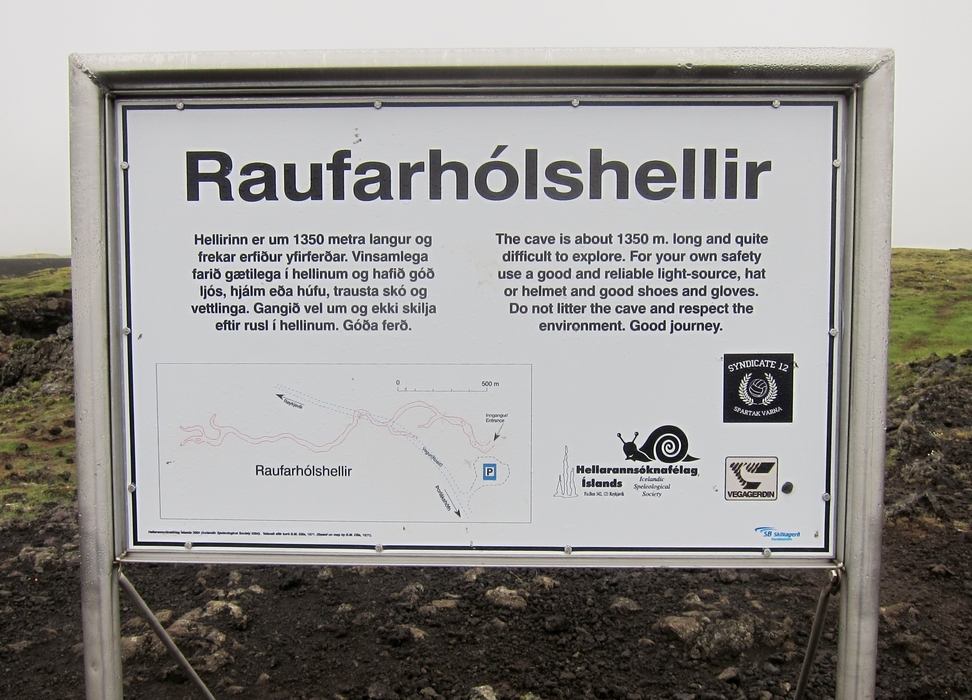 Raufarhólshellir
Hellirinn er um 1350 metra langur og
frekar erfiður yfirferðar. Vinsamlega
farið gætilega í hellinum og hafið góð
ljós, hjálm eða húfu, trausta skó og
vettlinga. Gangið vel um og ekki skilja
eftir rusl í hellinum. Góða ferð.
The cave is about 1350 m. long and quite
difficult to explore. For your own safety
use a good and reliable light-source, hat
or helmet and good shoes and gloves.
Do not litter the cave and respect the
environment. Good journey.
0 500 m
Reykjavík
Inngangur/
Entrance
P
Þorlákshöfn
Raufarhólshellir
SYNDICATE 12
SPARTAK VARNA
Hellarannsóknafélag
Íslands
Icelandic
Speleological
Society
VEGAGERÐIN
SB Skiltagerð